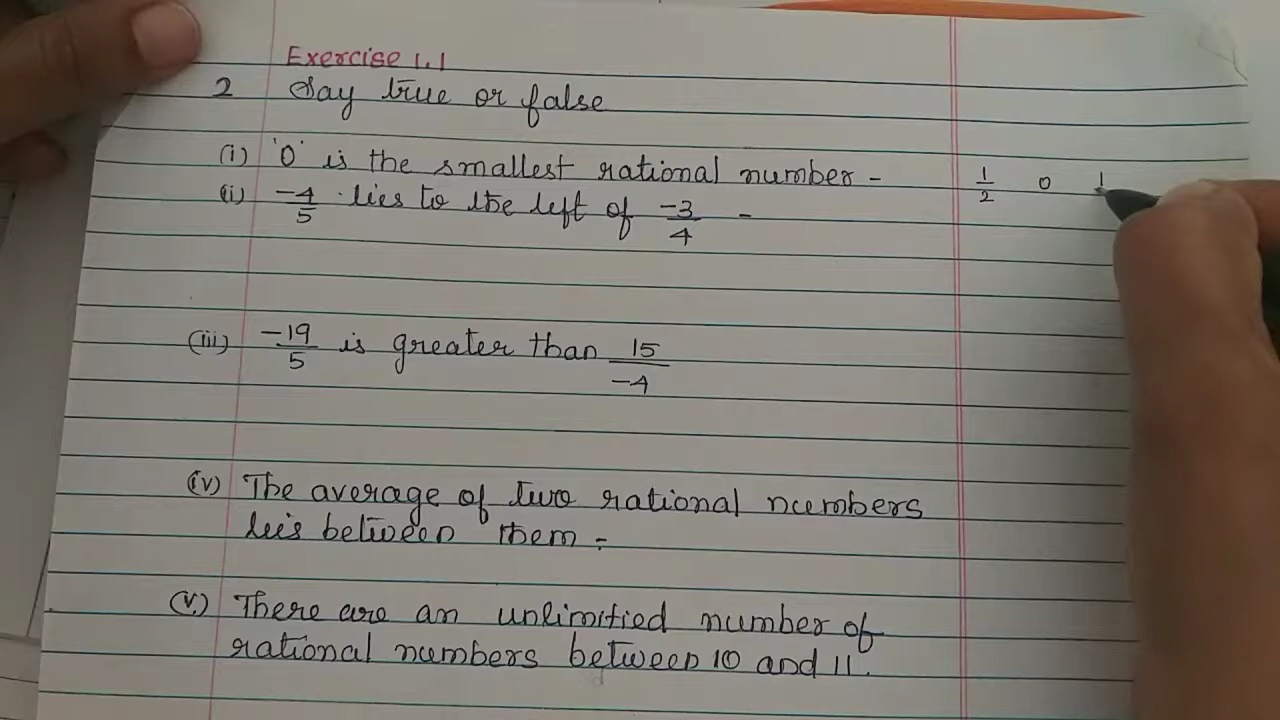 Exercise 1.1
2 Say true or false
(i) '0' is the smallest rational number - 1/2 0 1
(ii) -4/5 lies to the left of -3/4 -
(iii) -19/5 is greater than 15/-4
(iv) The average of two rational numbers
lies between them -
(v) There are an unlimitied number of
rational numbers between 10 and 11.